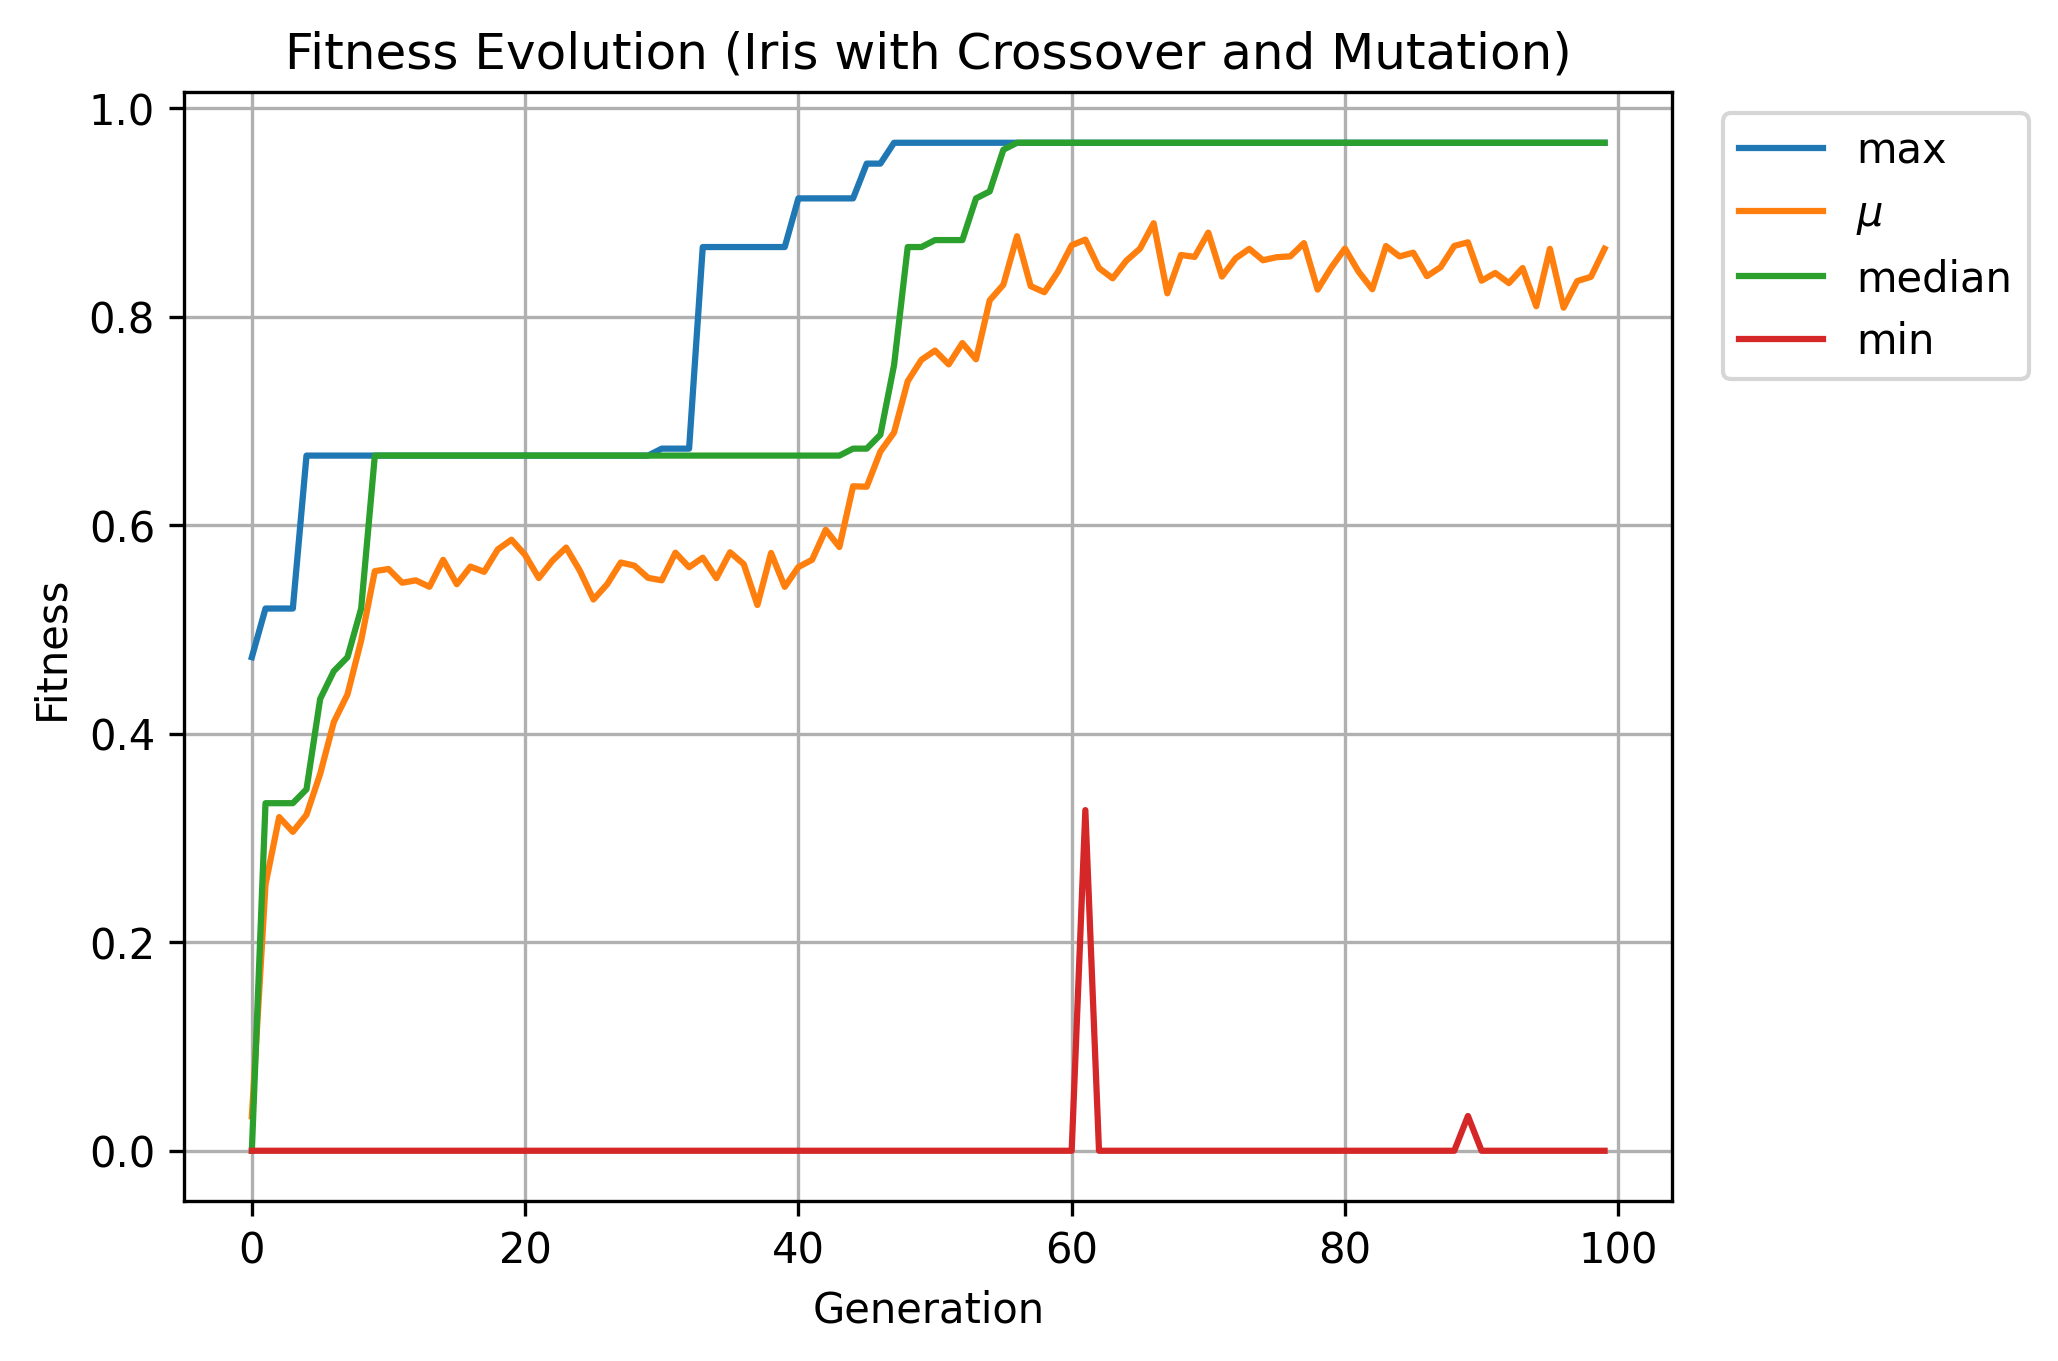 Fitness Evolution (Iris with Crossover and Mutation)
1.0
0.8
0.6
0.4
0.2
0.0
Fitness
0 20 40 60 80 100
Generation
max
μ
median
min